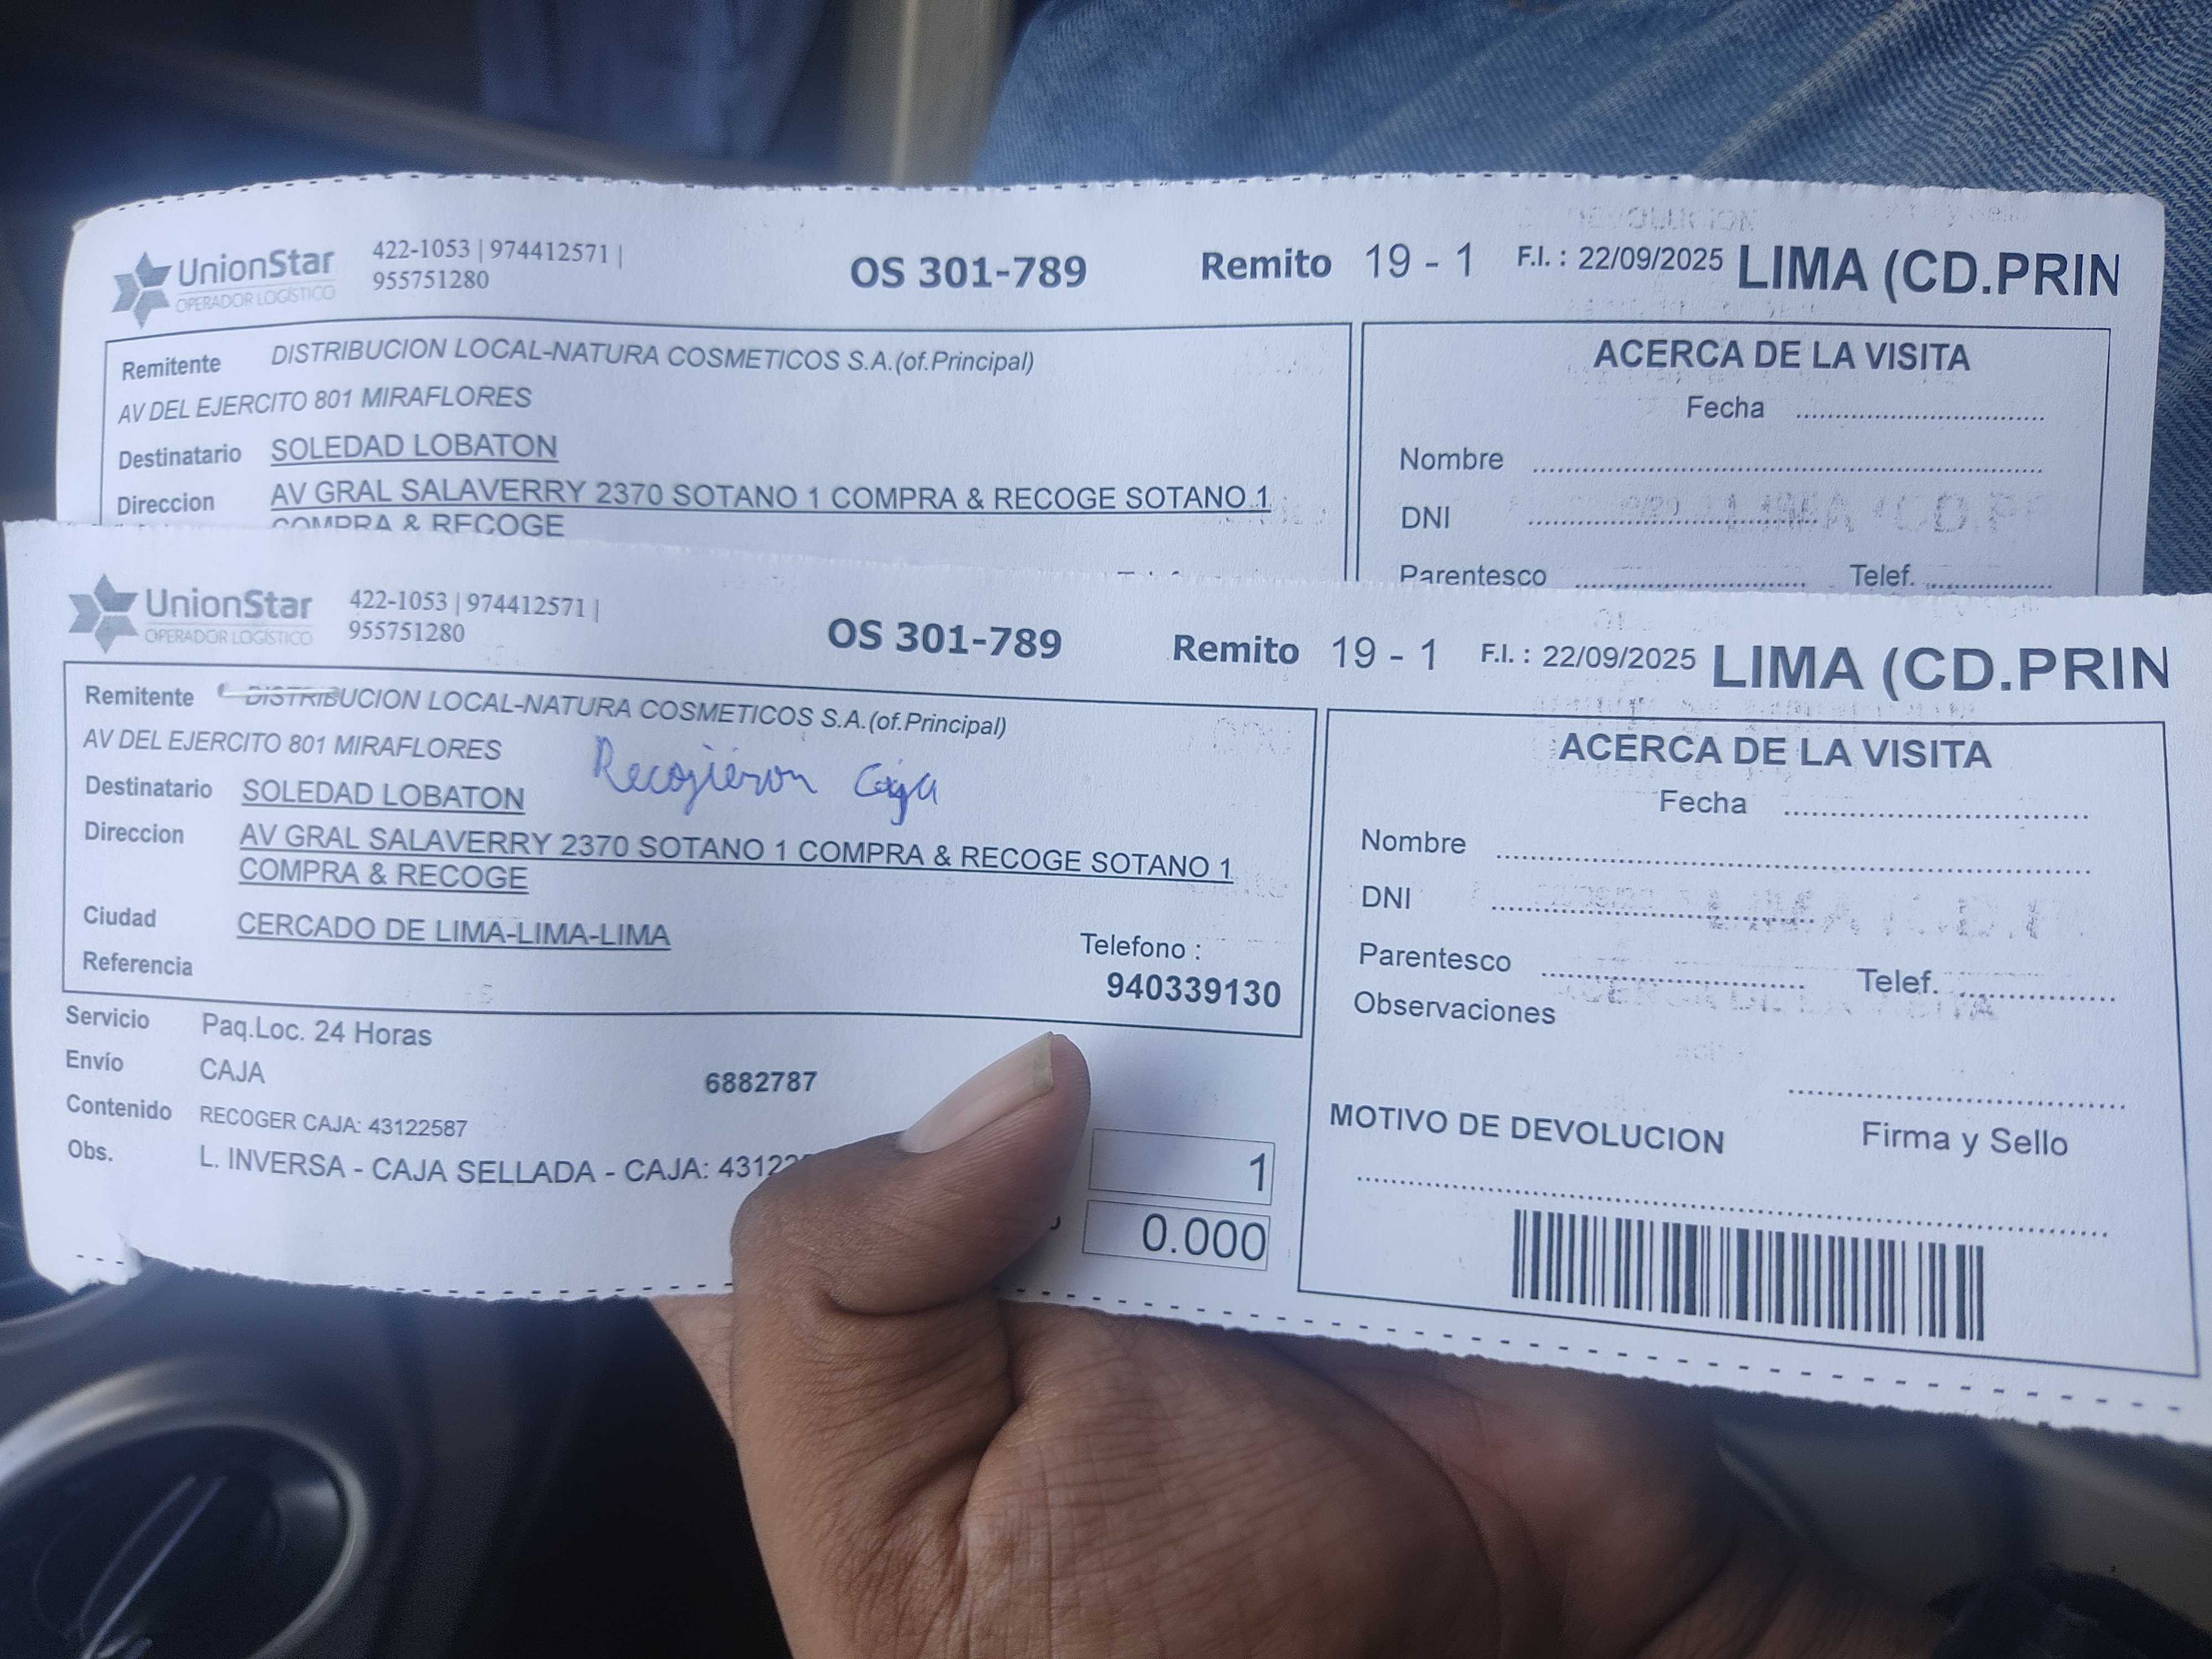 UnionStar
OPERADOR LOGÍSTICO
422-1053 | 974412571 |
955751280
OS 301-789
Remito 19 - 1
F.I. : 22/09/2025
LIMA (CD.PRIN
Remitente DISTRIBUCION LOCAL-NATURA COSMETICOS S.A.(of.Principal)
AV DEL EJERCITO 801 MIRAFLORES
Destinatario SOLEDAD LOBATON
Direccion AV GRAL SALAVERRY 2370 SOTANO 1 COMPRA & RECOGE SOTANO 1
COMPRA & RECOGE
ACERCA DE LA VISITA
Fecha
Nombre
DNI
Parentesco Telef.
UnionStar
OPERADOR LOGÍSTICO
422-1053 | 974412571 |
955751280
OS 301-789
Remito 19 - 1
F.I. : 22/09/2025
LIMA (CD.PRIN
Remitente DISTRIBUCION LOCAL-NATURA COSMETICOS S.A.(of.Principal)
AV DEL EJERCITO 801 MIRAFLORES
Recojieron Caja
Destinatario SOLEDAD LOBATON
Direccion AV GRAL SALAVERRY 2370 SOTANO 1 COMPRA & RECOGE SOTANO 1
COMPRA & RECOGE
Ciudad CERCADO DE LIMA-LIMA-LIMA
Referencia
Telefono :
940339130
Servicio Paq.Loc. 24 Horas
Envío CAJA 6882787
Contenido RECOGER CAJA: 43122587
Obs. L. INVERSA - CAJA SELLADA - CAJA: 43122
1
0.000
ACERCA DE LA VISITA
Fecha
Nombre
DNI
Parentesco Telef.
Observaciones
MOTIVO DE DEVOLUCION Firma y Sello